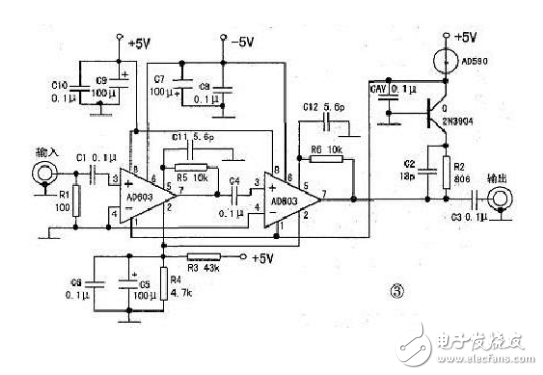 +5V
-5V
+5V
C10
0.1μ
C9
100μ
C7
100μ
C8
0.1μ
AD590
CAV
0.1μ
Q
2N3904
C12 5.6p
R6 10k
C11 5.6p
R5 10k
输入
C1 0.1μ
R1
100
3
4
8
6
5
2
7
1
AD603
C4
0.1μ
3
4
8
6
5
2
7
1
AD603
C2
18p
R2
806
输出
C3 0.1μ
R3 43k
+5V
C6
0.1μ
C5
100μ
R4
4.7k
③
电子发烧友
www.elecfans.com